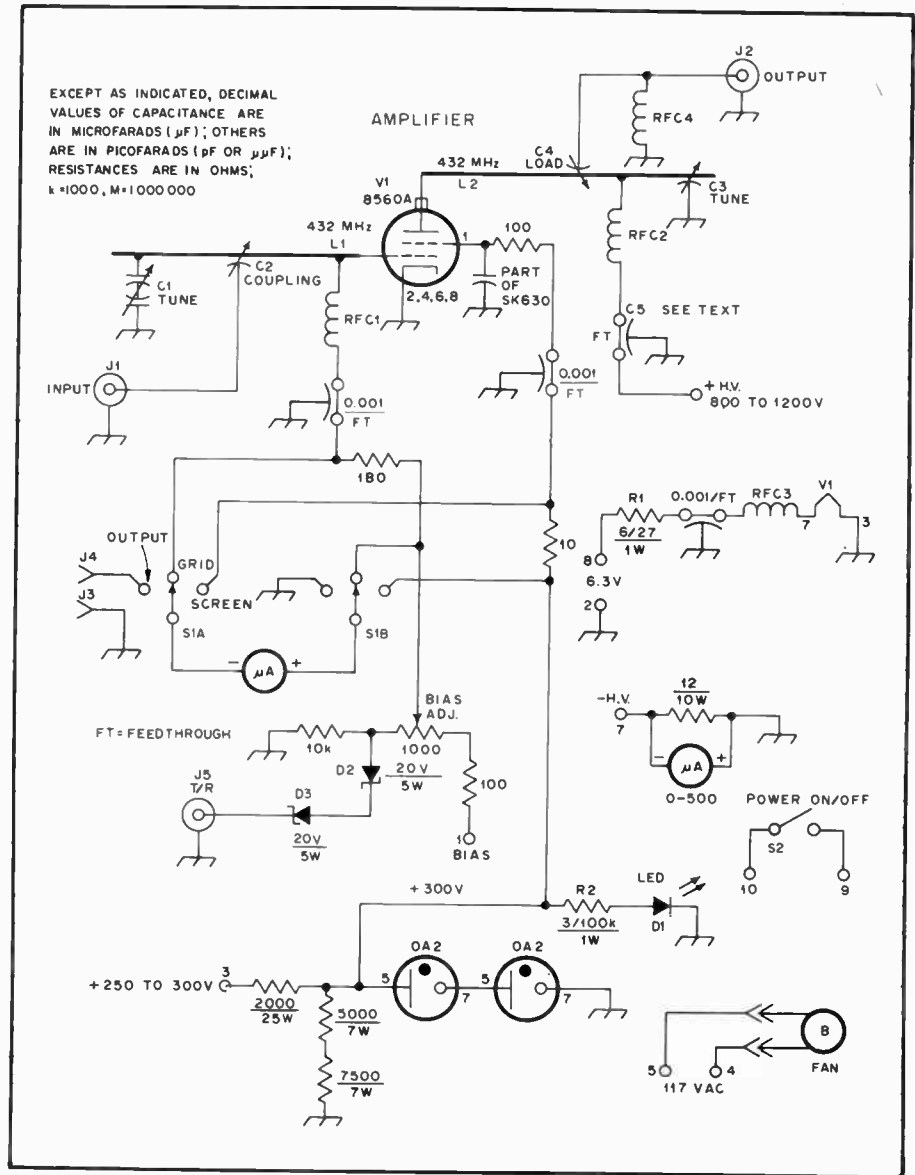 EXCEPT AS INDICATED, DECIMAL
VALUES OF CAPACITANCE ARE
IN MICROFARADS (µF); OTHERS
ARE IN PICOFARADS (pF OR µµF);
RESISTANCES ARE IN OHMS;
k=1000, M=1000000
AMPLIFIER
J2
OUTPUT
RFC4
C4
LOAD
432 MHz
L2
C3
TUNE
V1
8560A
432 MHz
L1
1
100
RFC2
C1
TUNE
C2
COUPLING
2,4,6,8
PART
OF
SK630
RFC1
C5
SEE TEXT
FT
J1
INPUT
0.001
FT
0.001
FT
+ H.V.
800 TO 1200V
180
R1
0.001/FT
RFC3
V1
6/27
1W
7
3
OUTPUT
J4
GRID
10
8
6.3V
J3
SCREEN
2
S1A
S1B
- µA +
12
10W
-H.V.
7
BIAS
ADJ.
- µA +
0-500
FT=FEEDTHROUGH
10k
1000
D2
20V
5W
100
J5
T/R
D3
20V
5W
1
BIAS
POWER ON/OFF
S2
10
9
+300V
R2
3/100k
1W
LED
D1
0A2
0A2
3
+250 TO 300V
5
7
5
7
2000
25W
5000
7W
7500
7W
B
FAN
5
4
117 VAC